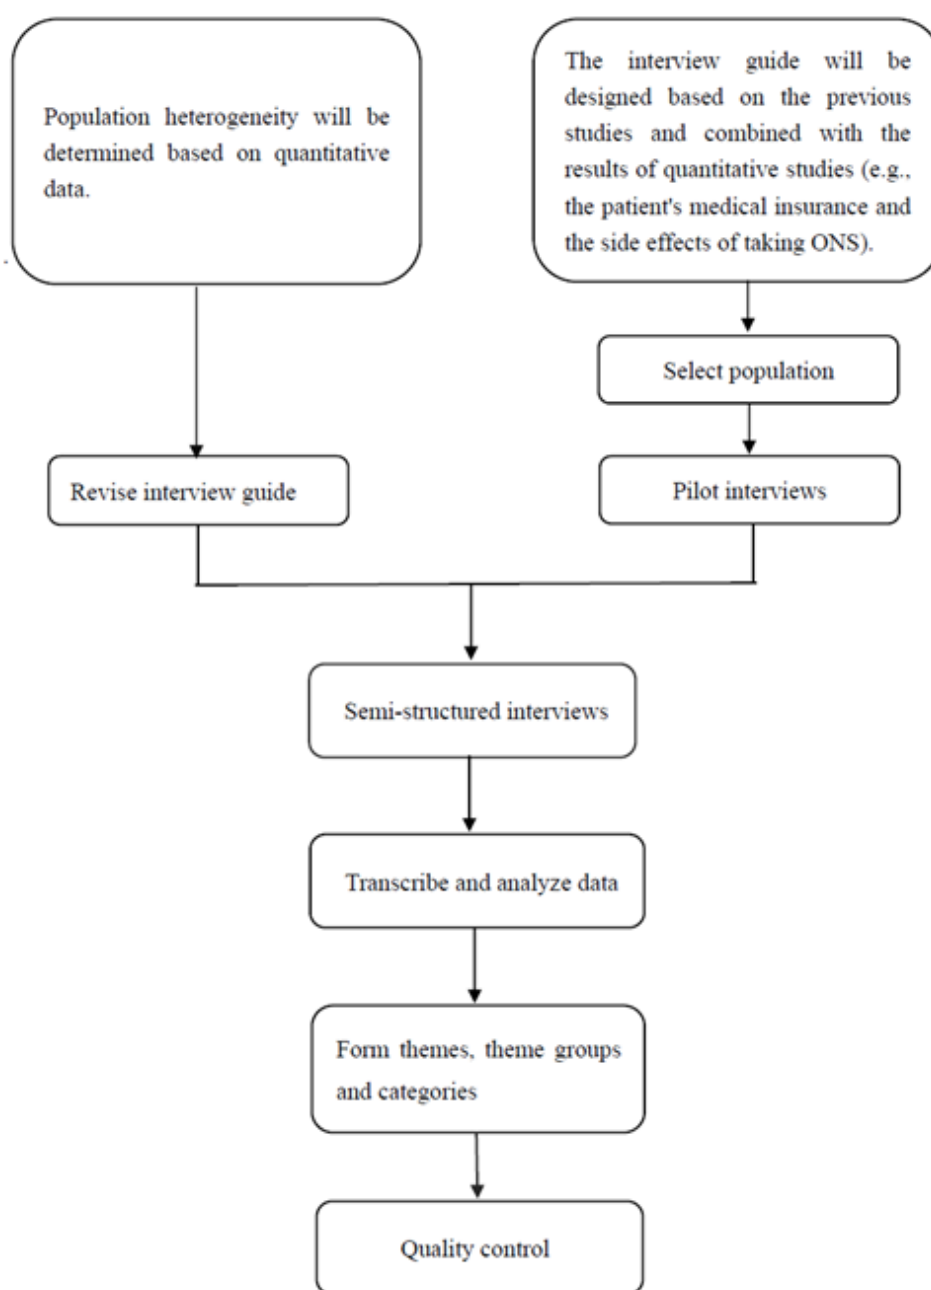 Population heterogeneity will be
determined based on quantitative
data.
The interview guide will be
designed based on the previous
studies and combined with the
results of quantitative studies (e.g.,
the patient's medical insurance and
the side effects of taking ONS).
Select population
Revise interview guide
Pilot interviews
Semi-structured interviews
Transcribe and analyze data
Form themes, theme groups
and categories
Quality control